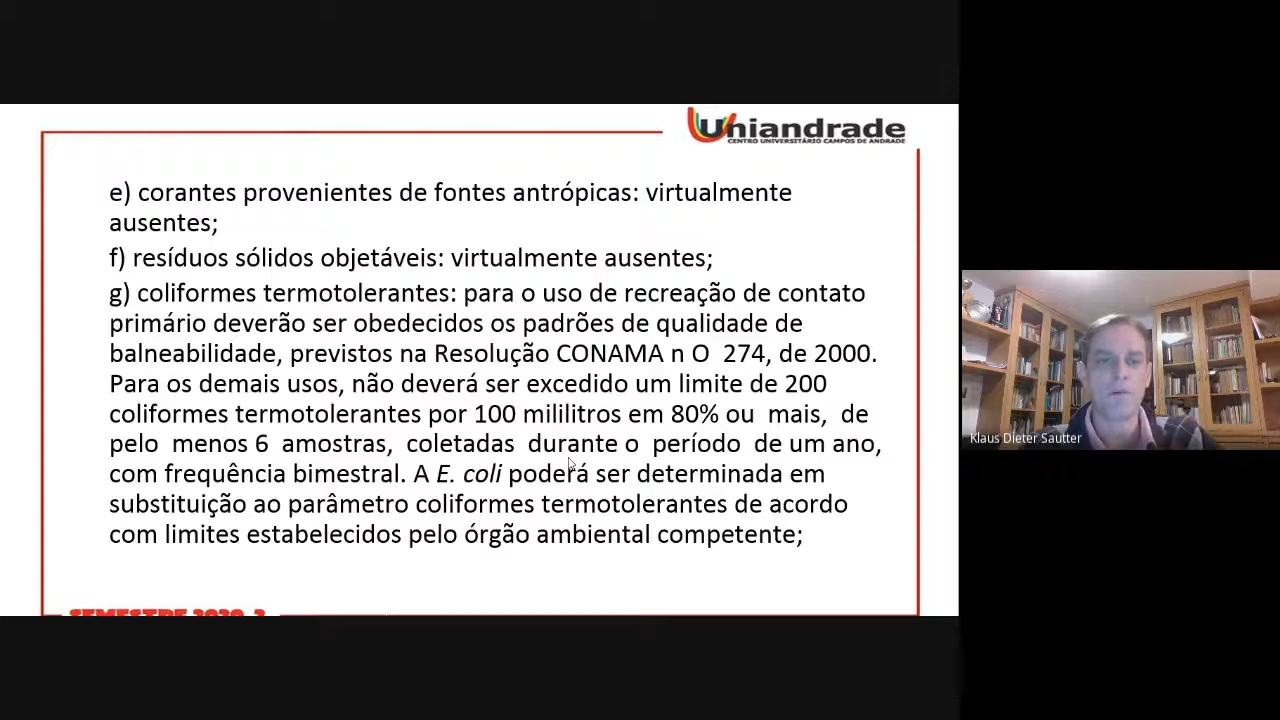 Uniandrade
CENTRO UNIVERSITÁRIO CAMPOS DE ANDRADE
e) corantes provenientes de fontes antrópicas: virtualmente
ausentes;
f) resíduos sólidos objetáveis: virtualmente ausentes;
g) coliformes termotolerantes: para o uso de recreação de contato
primário deverão ser obedecidos os padrões de qualidade de
balneabilidade, previstos na Resolução CONAMA n O 274, de 2000.
Para os demais usos, não deverá ser excedido um limite de 200
coliformes termotolerantes por 100 mililitros em 80% ou mais, de
pelo menos 6 amostras, coletadas durante o período de um ano,
com frequência bimestral. A E. coli poderá ser determinada em
substituição ao parâmetro coliformes termotolerantes de acordo
com limites estabelecidos pelo órgão ambiental competente;
SEMESTRE 2020-2
Klaus Dieter Sautter